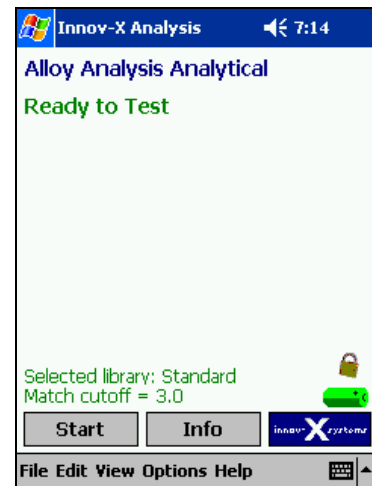 Innov-X Analysis 7:14
Alloy Analysis Analytical
Ready to Test
Selected library: Standard
Match cutoff = 3.0
Start Info innov-X systems
File Edit View Options Help